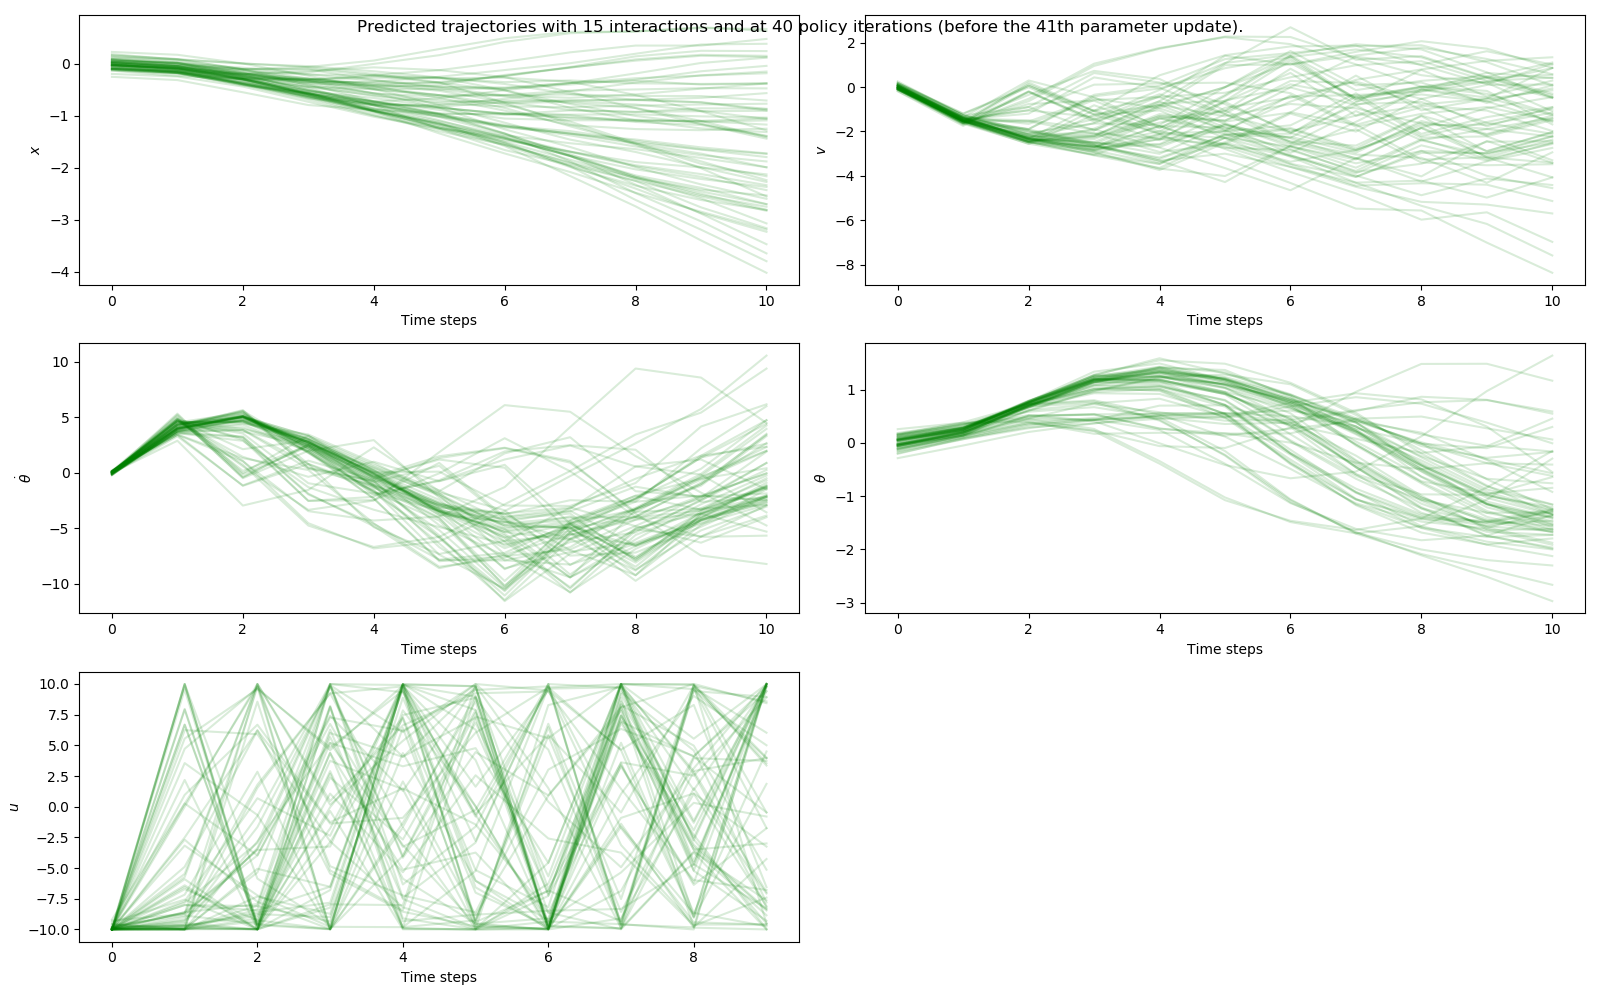 Predicted trajectories with 15 interactions and at 40 policy iterations (before the 41th parameter update).
0
−1
−2
−3
−4
x
0 2 4 6 8 10
Time steps
2
0
−2
−4
−6
−8
v
0 2 4 6 8 10
Time steps
10
5
0
−5
−10
θ̇
0 2 4 6 8 10
Time steps
1
0
−1
−2
−3
θ
0 2 4 6 8 10
Time steps
10.0
7.5
5.0
2.5
0.0
−2.5
−5.0
−7.5
−10.0
u
0 2 4 6 8
Time steps